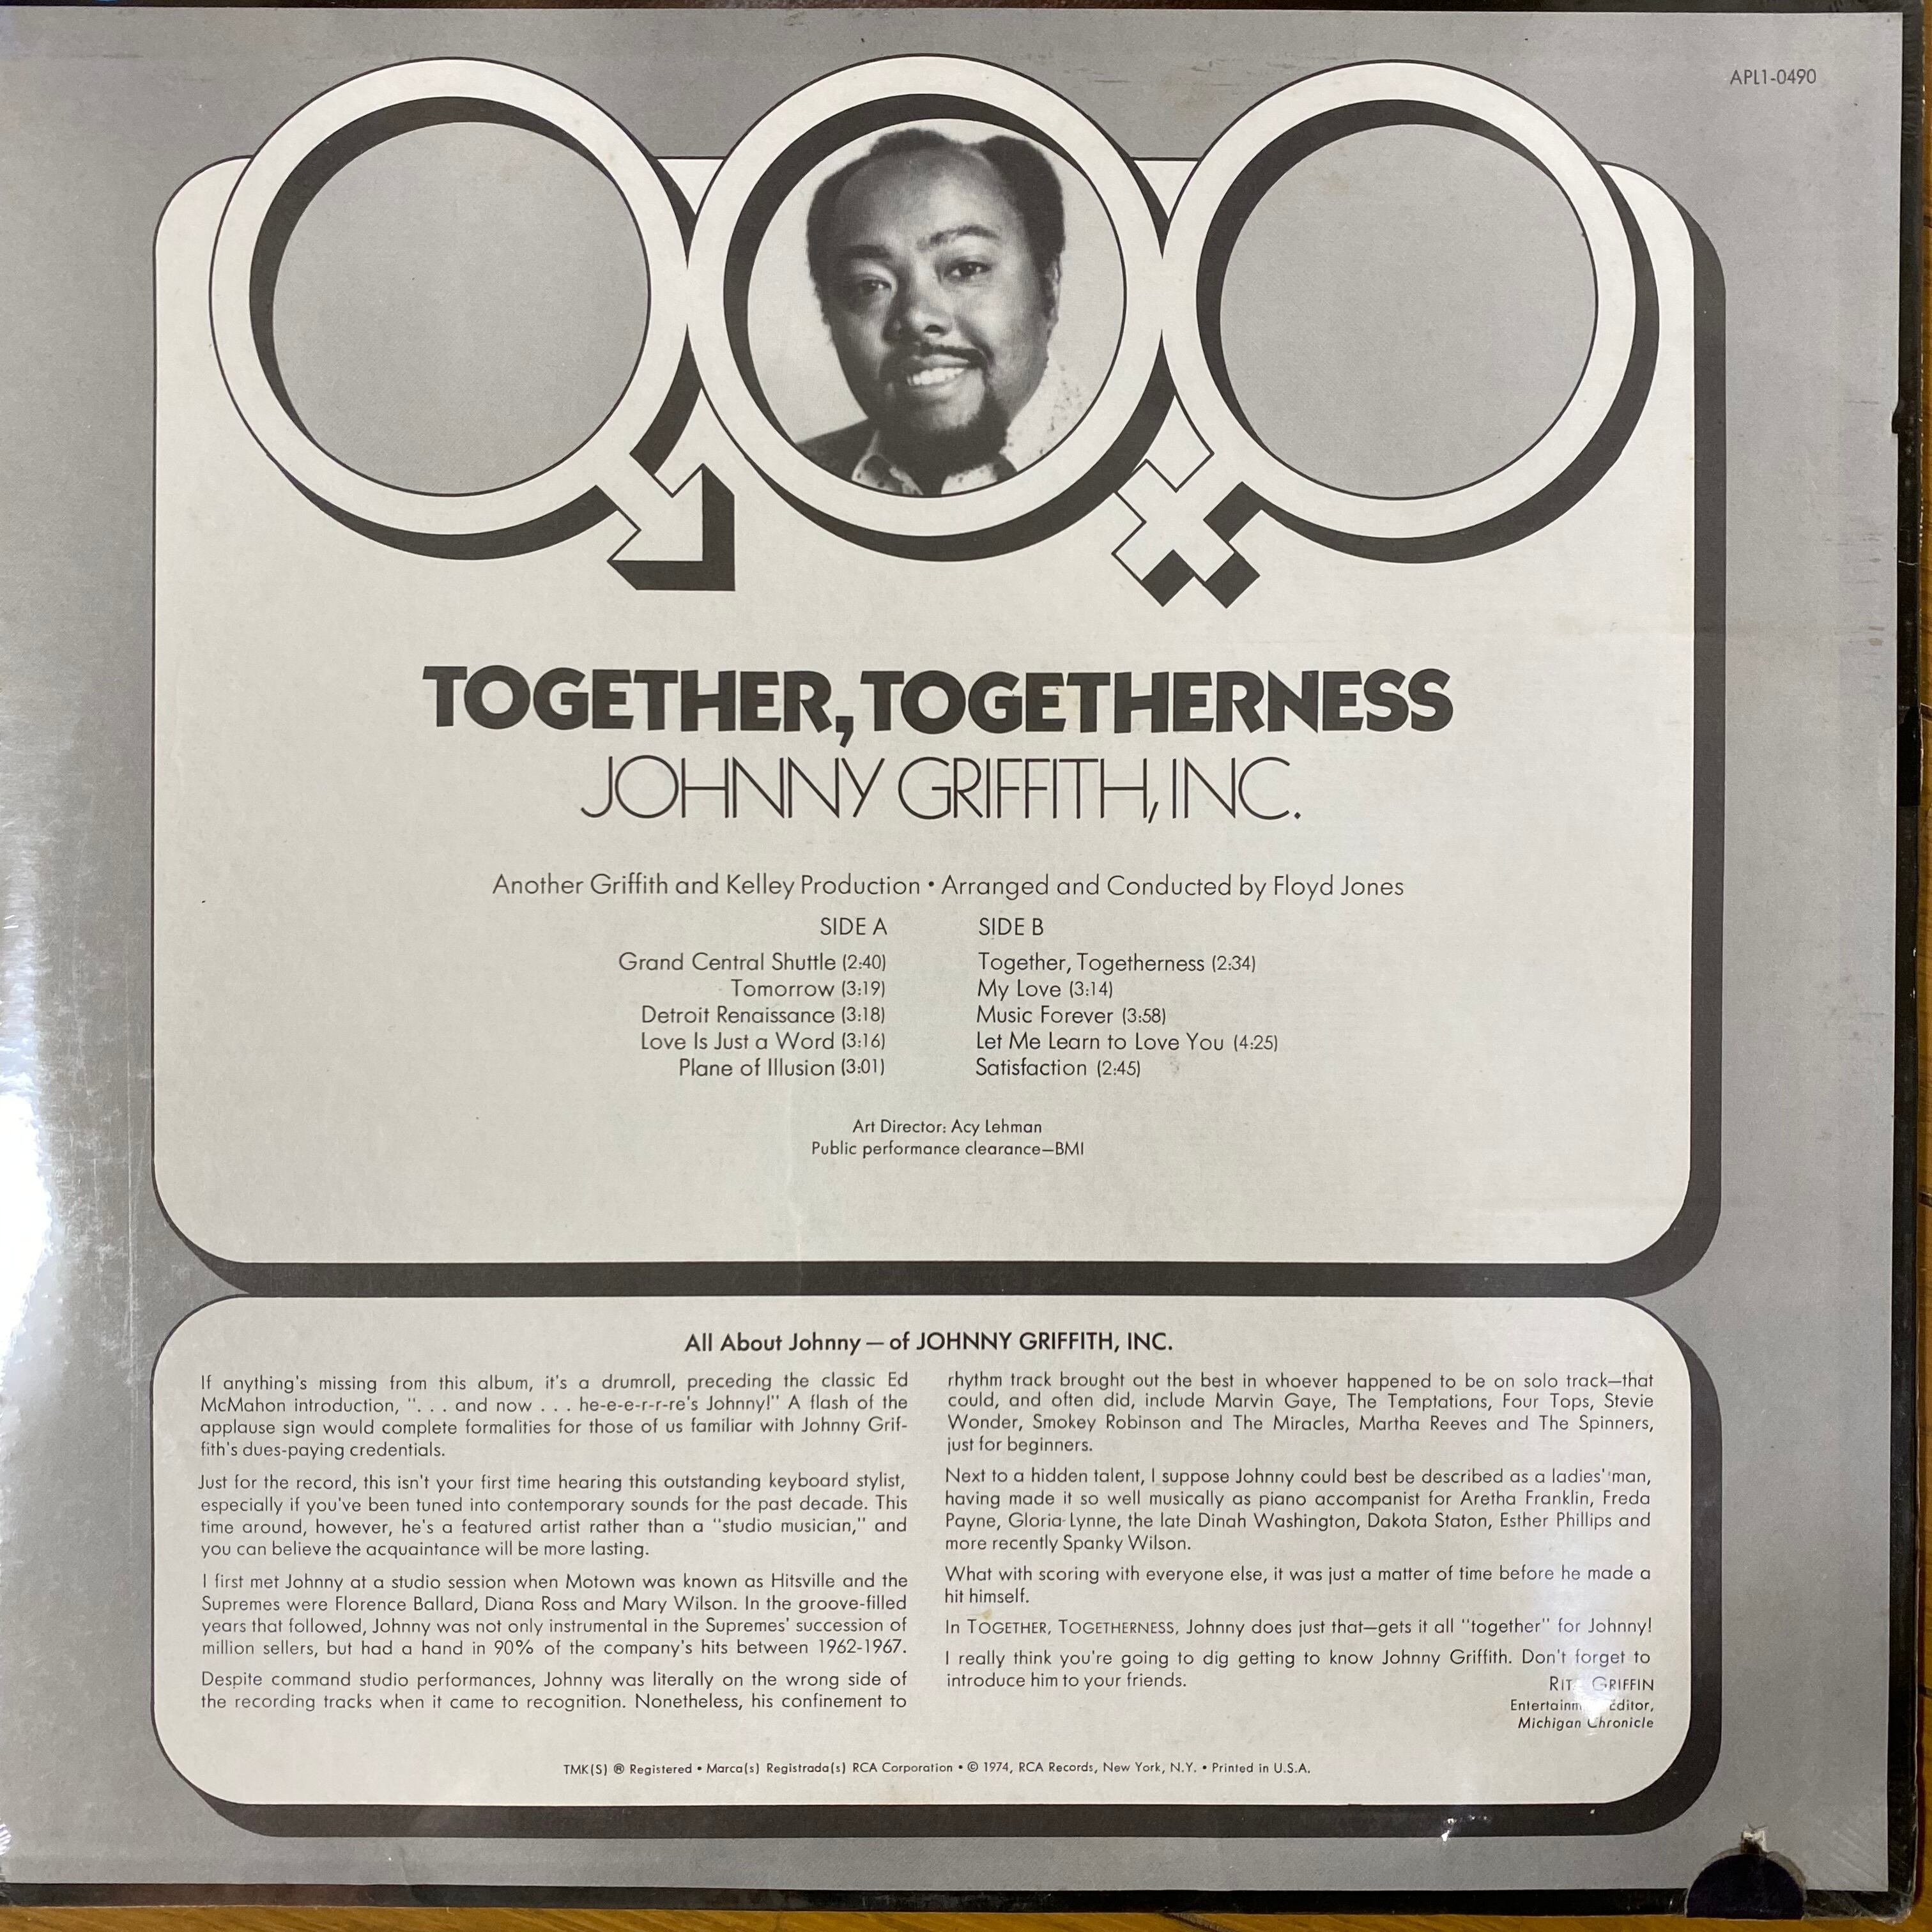 APL1-0490
TOGETHER, TOGETHERNESS
JOHNNY GRIFFITH, INC.
Another Griffith and Kelley Production • Arranged and Conducted by Floyd Jones
SIDE A
Grand Central Shuttle (2:40)
Tomorrow (3:19)
Detroit Renaissance (3:18)
Love Is Just a Word (3:16)
Plane of Illusion (3:01)
SIDE B
Together, Togetherness (2:34)
My Love (3:14)
Music Forever (3:58)
Let Me Learn to Love You (4:25)
Satisfaction (2:45)
Art Director: Acy Lehman
Public performance clearance—BMI
All About Johnny — of JOHNNY GRIFFITH, INC.
If anything's missing from this album, it's a drumroll, preceding the classic Ed
McMahon introduction, ". . . and now . . . he-e-e-r-r-re's Johnny!" A flash of the
applause sign would complete formalities for those of us familiar with Johnny Grif-
fith's dues-paying credentials.
Just for the record, this isn't your first time hearing this outstanding keyboard stylist,
especially if you've been tuned into contemporary sounds for the past decade. This
time around, however, he's a featured artist rather than a "studio musician," and
you can believe the acquaintance will be more lasting.
I first met Johnny at a studio session when Motown was known as Hitsville and the
Supremes were Florence Ballard, Diana Ross and Mary Wilson. In the groove-filled
years that followed, Johnny was not only instrumental in the Supremes' succession of
million sellers, but had a hand in 90% of the company's hits between 1962-1967.
Despite command studio performances, Johnny was literally on the wrong side of
the recording tracks when it came to recognition. Nonetheless, his confinement to
rhythm track brought out the best in whoever happened to be on solo track—that
could, and often did, include Marvin Gaye, The Temptations, Four Tops, Stevie
Wonder, Smokey Robinson and The Miracles, Martha Reeves and The Spinners,
just for beginners.
Next to a hidden talent, I suppose Johnny could best be described as a ladies' man,
having made it so well musically as piano accompanist for Aretha Franklin, Freda
Payne, Gloria Lynne, the late Dinah Washington, Dakota Staton, Esther Phillips and
more recently Spanky Wilson.
What with scoring with everyone else, it was just a matter of time before he made a
hit himself.
In TOGETHER, TOGETHERNESS, Johnny does just that—gets it all "together" for Johnny!
I really think you're going to dig getting to know Johnny Griffith. Don't forget to
introduce him to your friends.
GRIFFIN
Editor,
Michigan Chronicle
TMK(S) ® Registered • Marca(s) Registrada(s) RCA Corporation • © 1974, RCA Records, New York, N.Y. • Printed in U.S.A.